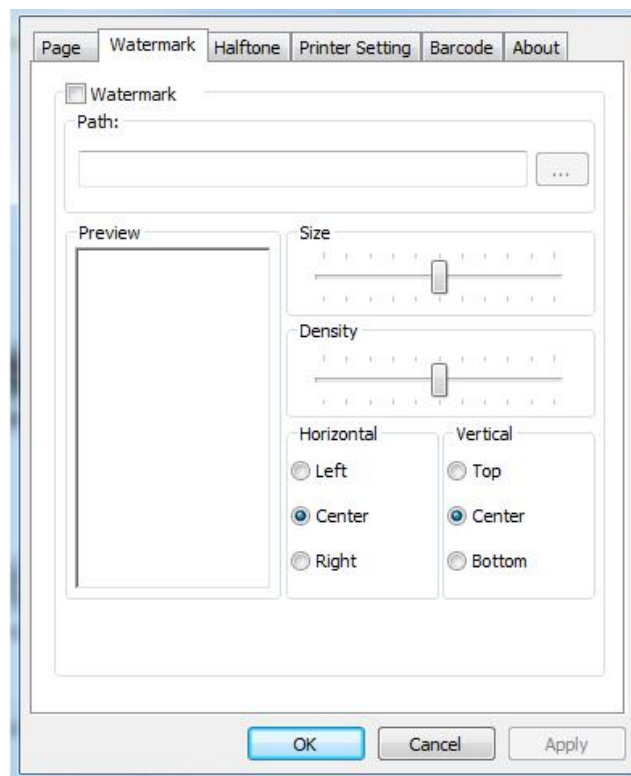 Page Watermark Halftone Printer Setting Barcode About
Watermark
Path:
...
Preview Size
Density
Horizontal Vertical
Left Top
Center Center
Right Bottom
OK Cancel Apply